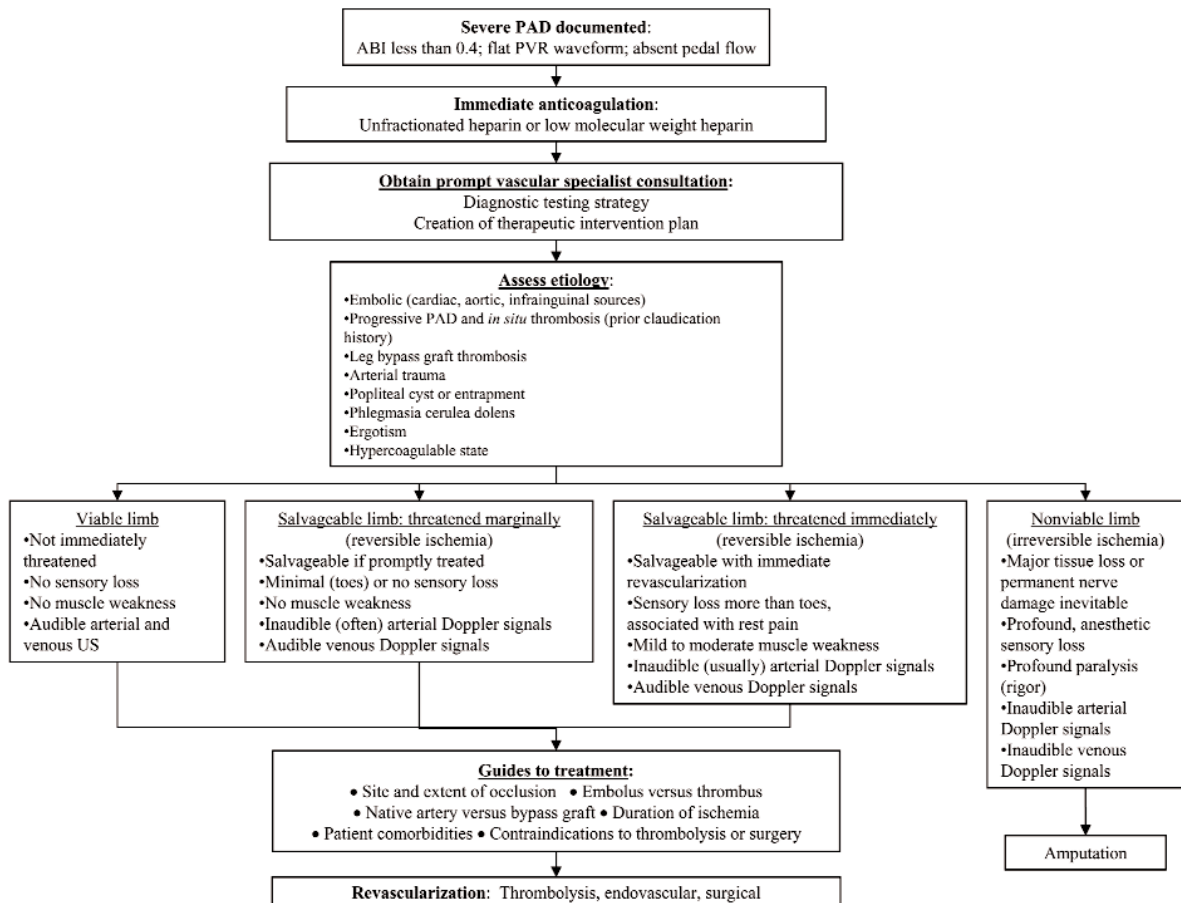 Severe PAD documented:
ABI less than 0.4; flat PVR waveform; absent pedal flow
Immediate anticoagulation:
Unfractionated heparin or low molecular weight heparin
Obtain prompt vascular specialist consultation:
Diagnostic testing strategy
Creation of therapeutic intervention plan
Assess etiology:
•Embolic (cardiac, aortic, infrainguinal sources)
•Progressive PAD and in situ thrombosis (prior claudication
history)
•Leg bypass graft thrombosis
•Arterial trauma
•Popliteal cyst or entrapment
•Phlegmasia cerulea dolens
•Ergotism
•Hypercoagulable state
Viable limb
•Not immediately
threatened
•No sensory loss
•No muscle weakness
•Audible arterial and
venous US
Salvageable limb: threatened marginally
(reversible ischemia)
•Salvageable if promptly treated
•Minimal (toes) or no sensory loss
•No muscle weakness
•Inaudible (often) arterial Doppler signals
•Audible venous Doppler signals
Salvageable limb: threatened immediately
(reversible ischemia)
•Salvageable with immediate
revascularization
•Sensory loss more than toes,
associated with rest pain
•Mild to moderate muscle weakness
•Inaudible (usually) arterial Doppler signals
•Audible venous Doppler signals
Nonviable limb
(irreversible ischemia)
•Major tissue loss or
permanent nerve
damage inevitable
•Profound, anesthetic
sensory loss
•Profound paralysis
(rigor)
•Inaudible arterial
Doppler signals
•Inaudible venous
Doppler signals
Guides to treatment:
• Site and extent of occlusion • Embolus versus thrombus
• Native artery versus bypass graft • Duration of ischemia
• Patient comorbidities • Contraindications to thrombolysis or surgery
Amputation
Revascularization: Thrombolysis, endovascular, surgical